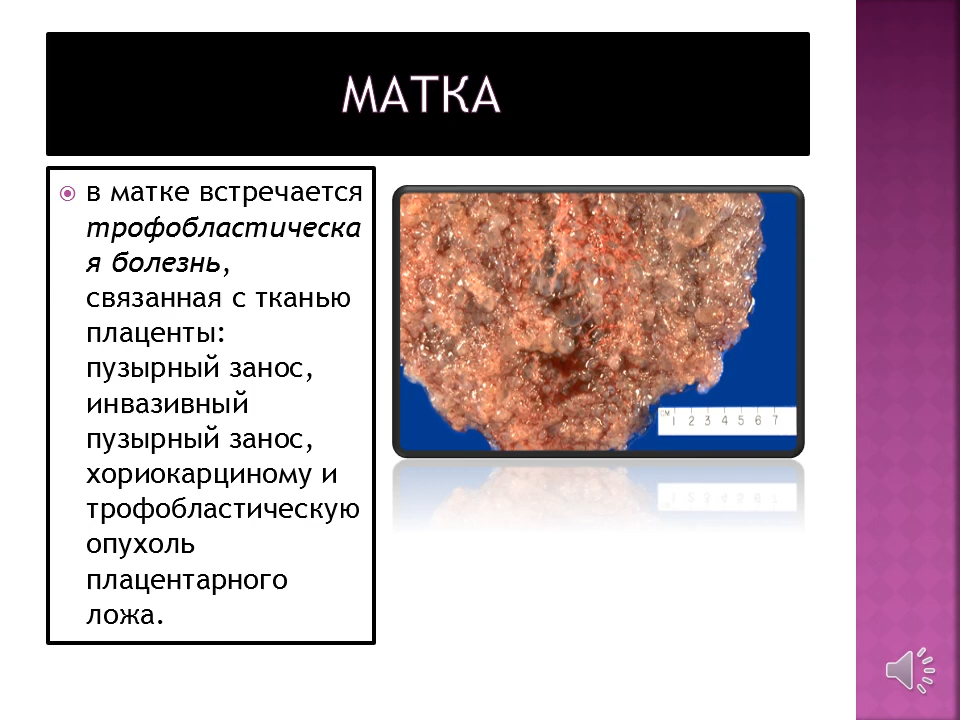 МАТКА
в матке встречается
трофобластическа
я болезнь,
связанная с тканью
плаценты:
пузырный занос,
инвазивный
пузырный занос,
хориокарциному и
трофобластическую
опухоль
плацентарного
ложа.
CM
1 2 3 4 5 6 7